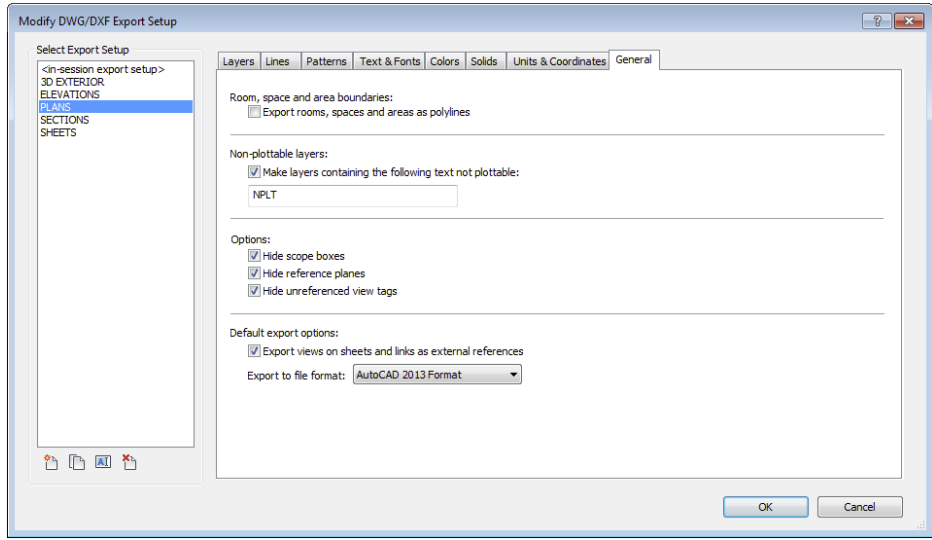 Modify DWG/DXF Export Setup
Select Export Setup
<in-session export setup>
3D EXTERIOR
ELEVATIONS
PLANS
SECTIONS
SHEETS
Layers Lines Patterns Text & Fonts Colors Solids Units & Coordinates General
Room, space and area boundaries:
Export rooms, spaces and areas as polylines
Non-plottable layers:
Make layers containing the following text not plottable:
NPLT
Options:
Hide scope boxes
Hide reference planes
Hide unreferenced view tags
Default export options:
Export views on sheets and links as external references
Export to file format: AutoCAD 2013 Format
OK Cancel